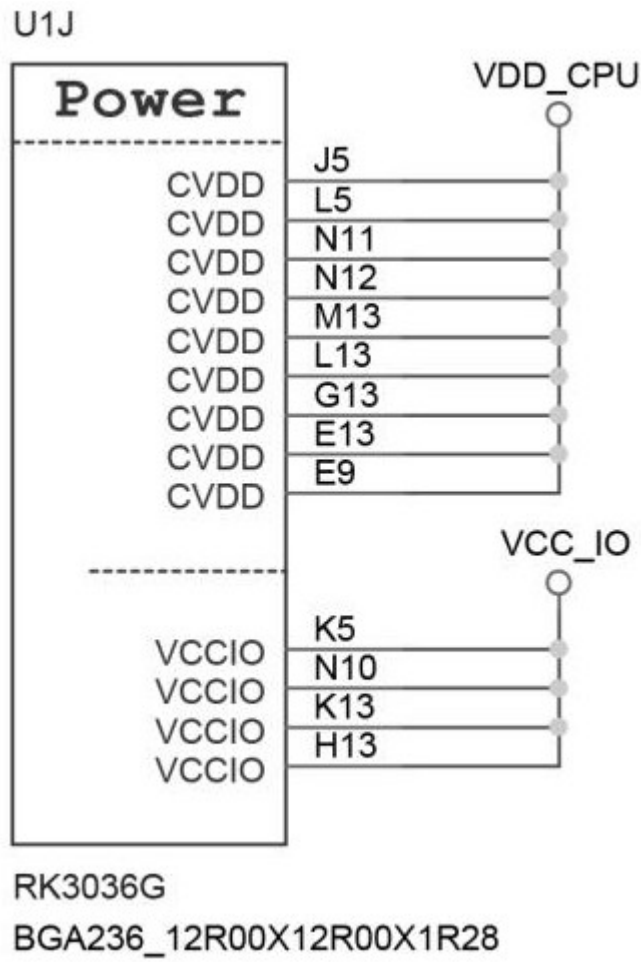 U1J
Power
VDD_CPU
CVDD J5
CVDD L5
CVDD N11
CVDD N12
CVDD M13
CVDD L13
CVDD G13
CVDD E13
CVDD E9
VCC_IO
VCCIO K5
VCCIO N10
VCCIO K13
VCCIO H13
RK3036G
BGA236_12R00X12R00X1R28